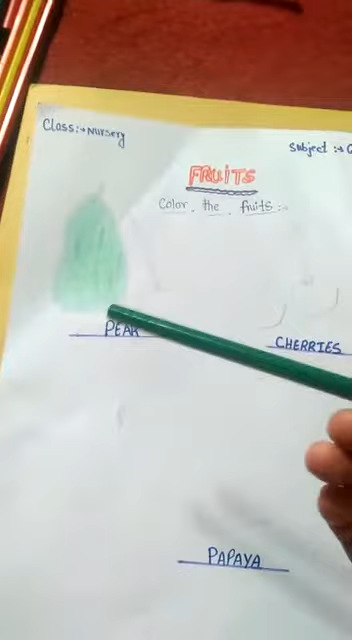 Class:→ Nursery
Subject :→ G
FRUITS
Color the fruits:-
PEAR
CHERRIES
PAPAYA